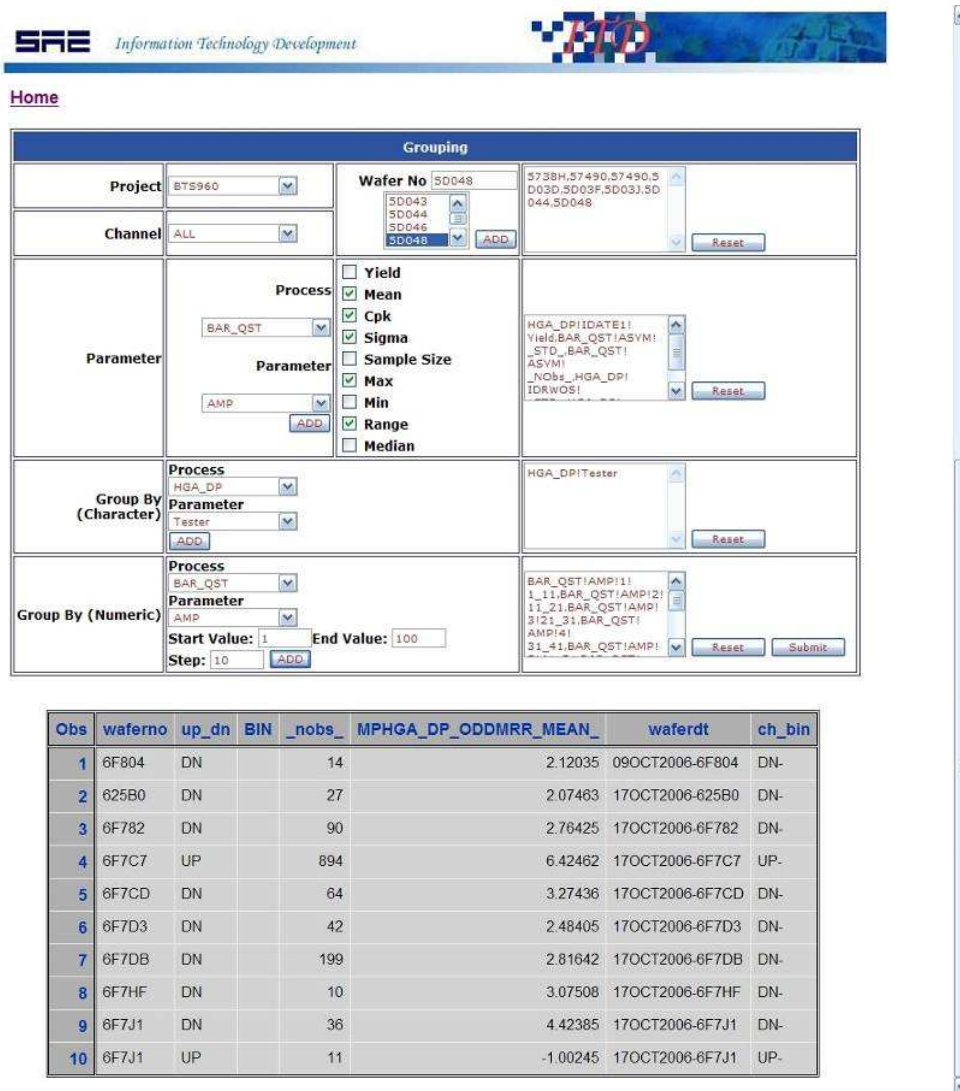 SAE Information Technology Development ITD
Home
Grouping
Project BTS960
Wafer No 5D048
5D043
5D044
5D046
5D048
ADD
5738H,57490,57490,5
D03D,5D03F,5D03J,5D
044,5D048
Reset
Channel ALL
Parameter
Process
BAR_QST
Parameter
AMP
ADD
Yield
Mean
Cpk
Sigma
Sample Size
Max
Min
Range
Median
HGA_DP!IDATE1!
Yield,BAR_QST!ASYM!
_STD_,BAR_QST!
ASYM!
_NObs_,HGA_DP!
IDRWOS!
Reset
Group By
(Character)
Process
HGA_DP
Parameter
Tester
ADD
HGA_DP!Tester
Reset
Group By (Numeric)
Process
BAR_QST
Parameter
AMP
Start Value: 1 End Value: 100
Step: 10 ADD
BAR_QST!AMP!1!
1_11,BAR_QST!AMP!2!
11_21,BAR_QST!AMP!
3!21_31,BAR_QST!
AMP!4!
31_41,BAR_QST!AMP!
Reset Submit
Obs waferno up_dn BIN _nobs_ MPHGA_DP_ODDMRR_MEAN_ waferdt ch_bin
1 6F804 DN 14 2.12035 09OCT2006-6F804 DN-
2 625B0 DN 27 2.07463 17OCT2006-625B0 DN-
3 6F782 DN 90 2.76425 17OCT2006-6F782 DN-
4 6F7C7 UP 894 6.42462 17OCT2006-6F7C7 UP-
5 6F7CD DN 64 3.27436 17OCT2006-6F7CD DN-
6 6F7D3 DN 42 2.48405 17OCT2006-6F7D3 DN-
7 6F7DB DN 199 2.81642 17OCT2006-6F7DB DN-
8 6F7HF DN 10 3.07508 17OCT2006-6F7HF DN-
9 6F7J1 DN 36 4.42385 17OCT2006-6F7J1 DN-
10 6F7J1 UP 11 -1.00245 17OCT2006-6F7J1 UP-